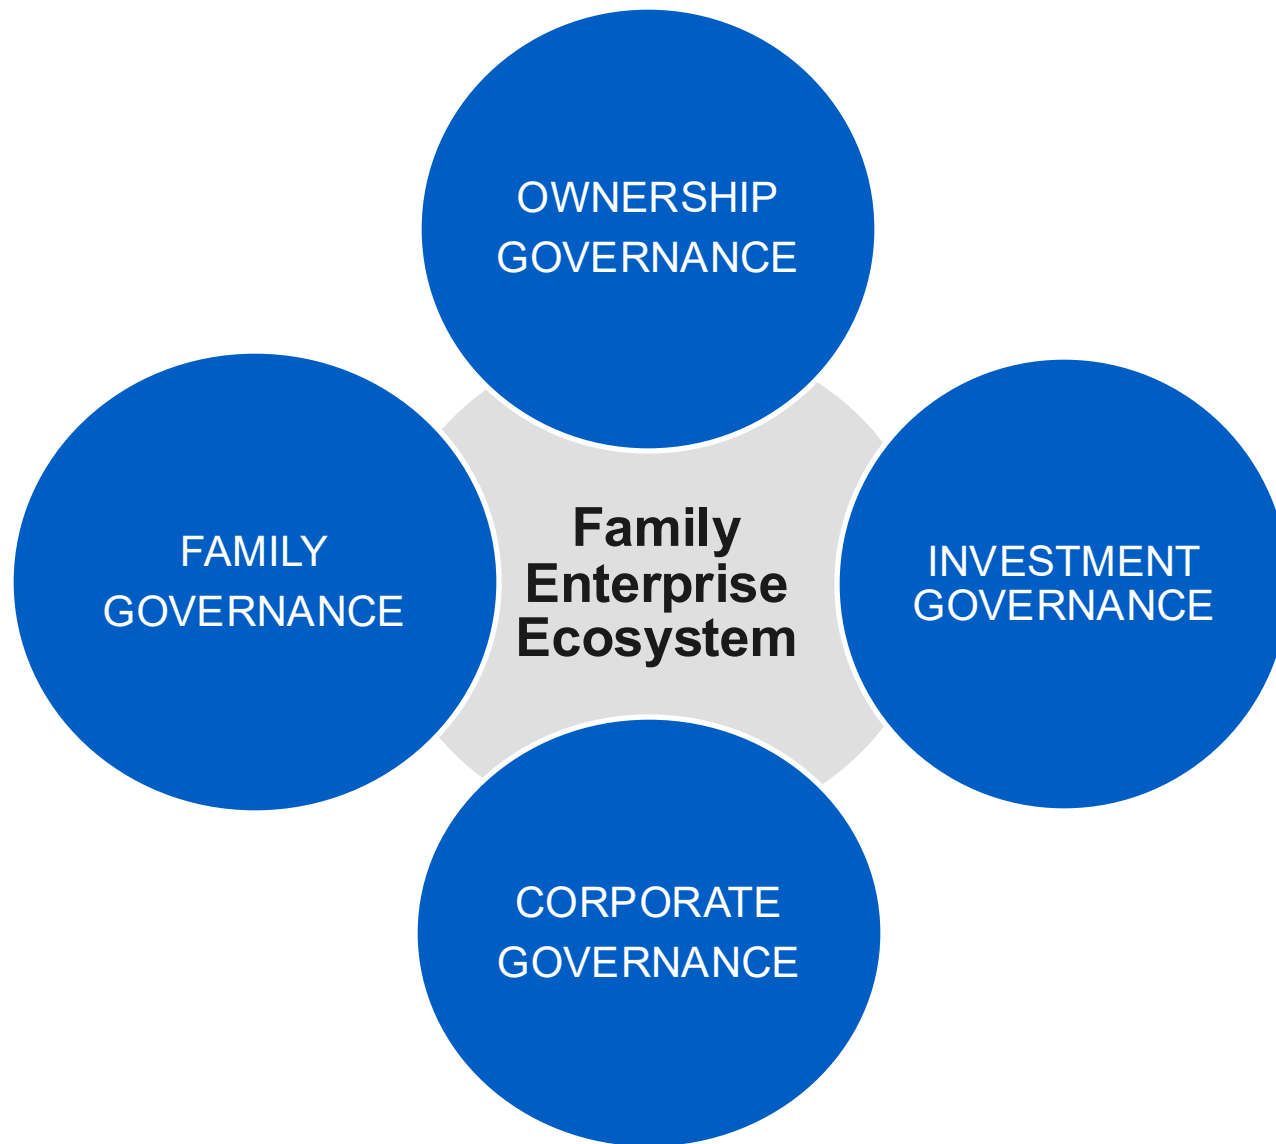 OWNERSHIP
GOVERNANCE
FAMILY
GOVERNANCE
Family
Enterprise
Ecosystem
INVESTMENT
GOVERNANCE
CORPORATE
GOVERNANCE